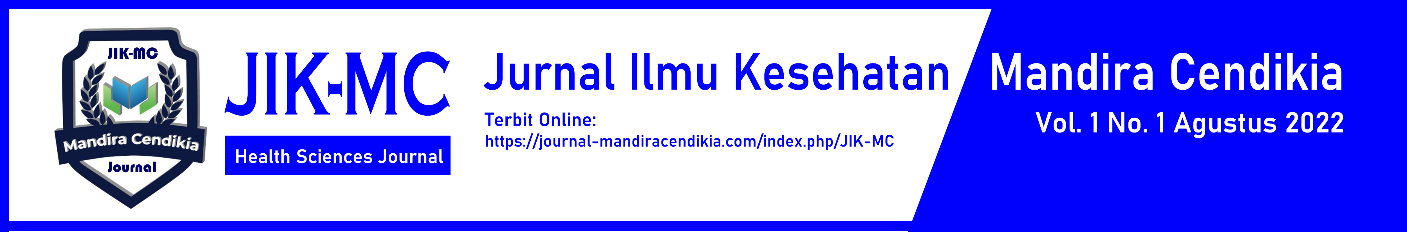 JIK-MC
Mandira Cendikia
Journal
JIK-MC
Health Sciences Journal
Jurnal Ilmu Kesehatan Mandira Cendikia
Terbit Online:
https://journal-mandiracendikia.com/index.php/JIK-MC
Vol. 1 No. 1 Agustus 2022